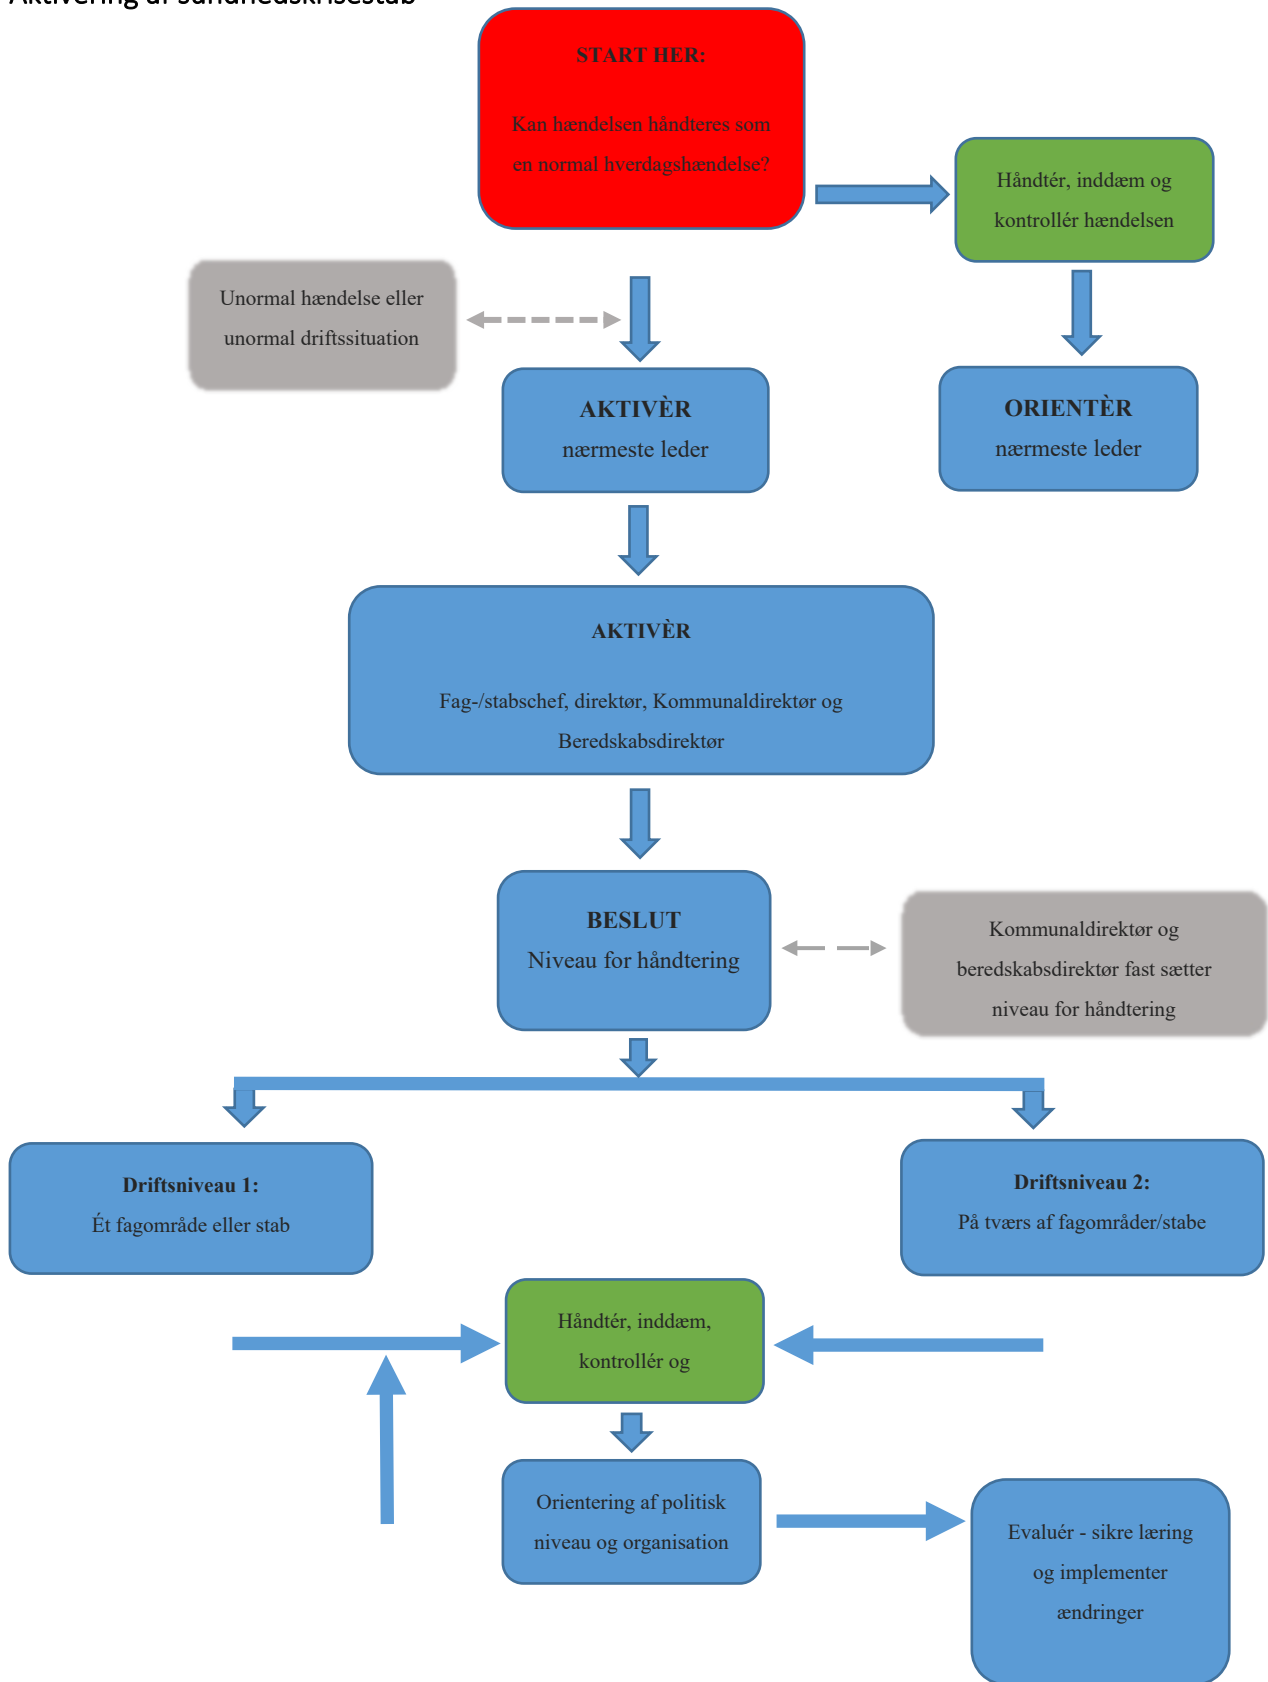 Aktivering af sundhedskrisestab
START HER:
Kan hændelsen håndteres som
en normal hverdagshændelse?
Håndtér, inddæm og
kontrollér hændelsen
Unormal hændelse eller
unormal driftssituation
AKTIVÈR
nærmeste leder
ORIENTÈR
nærmeste leder
AKTIVÈR
Fag-/stabschef, direktør, Kommunaldirektør og
Beredskabsdirektør
BESLUT
Niveau for håndtering
Kommunaldirektør og
beredskabsdirektør fast sætter
niveau for håndtering
Driftsniveau 1:
Ét fagområde eller stab
Driftsniveau 2:
På tværs af fagområder/stabe
Håndtér, inddæm,
kontrollér og
Orientering af politisk
niveau og organisation
Evaluér - sikre læring
og implementer
ændringer